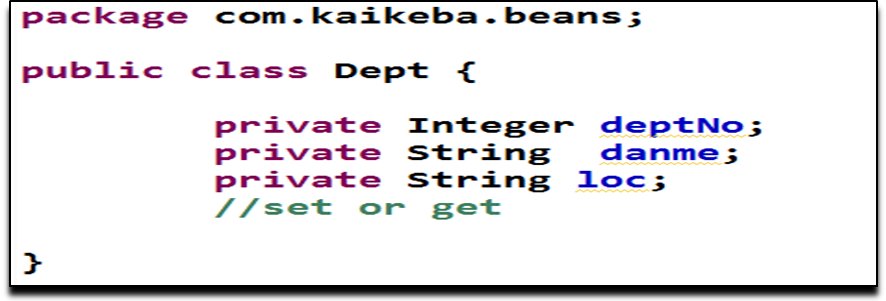 package com.kaikeba.beans;
public class Dept {
private Integer deptNo;
private String danme;
private String loc;
//set or get
}